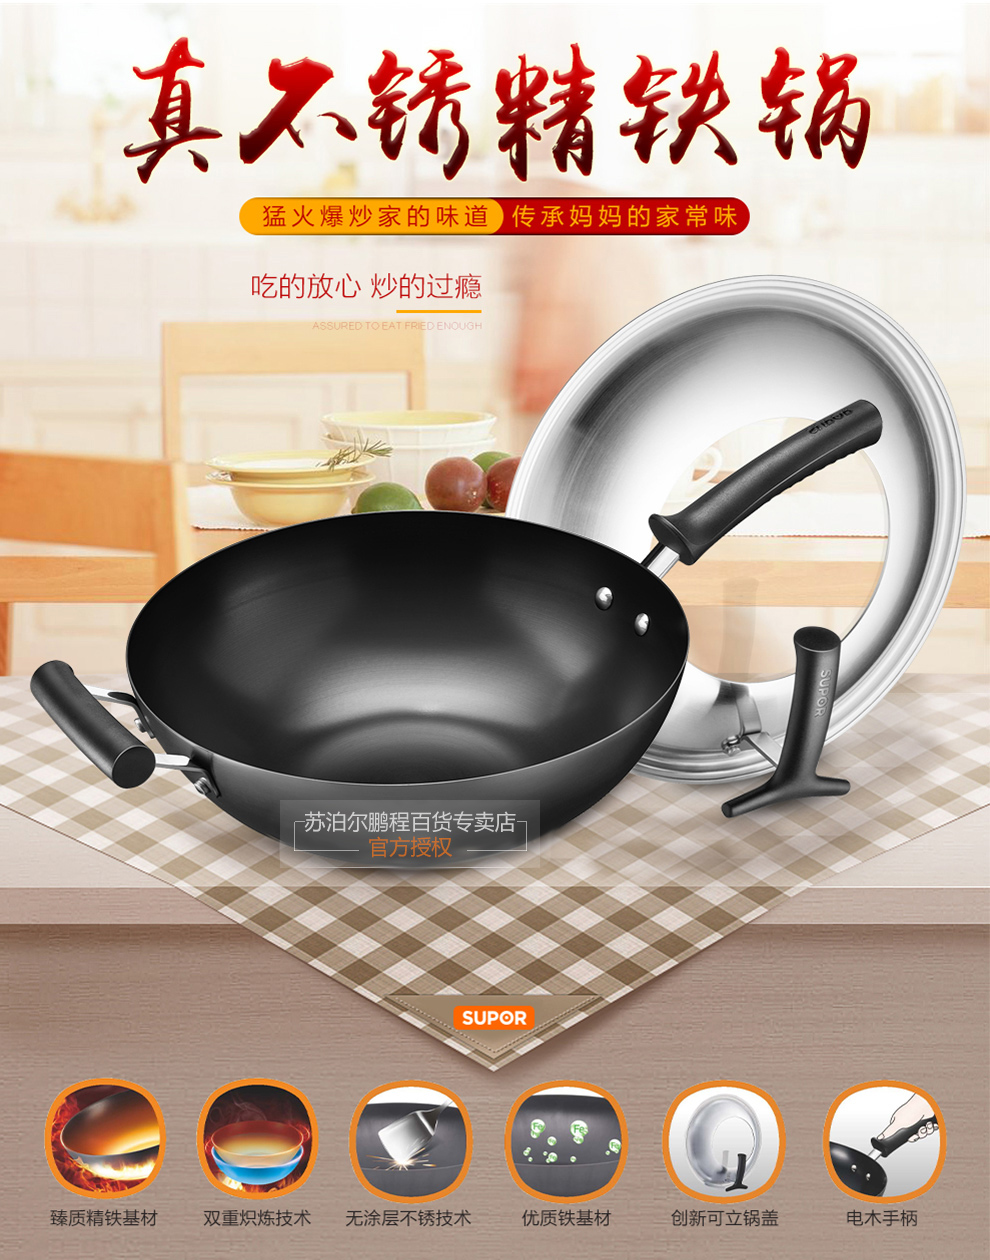 真不锈精铁锅
猛火爆炒家的味道 传承妈妈的家常味
吃的放心 炒的过瘾
ASSURED TO EAT FRIED ENOUGH
SUPOR
SUPOR
苏泊尔鹏程百货专卖店
官方授权
SUPOR
Fe Fe Fe
臻质精铁基材 双重炽炼技术 无涂层不锈技术 优质铁基材 创新可立锅盖 电木手柄